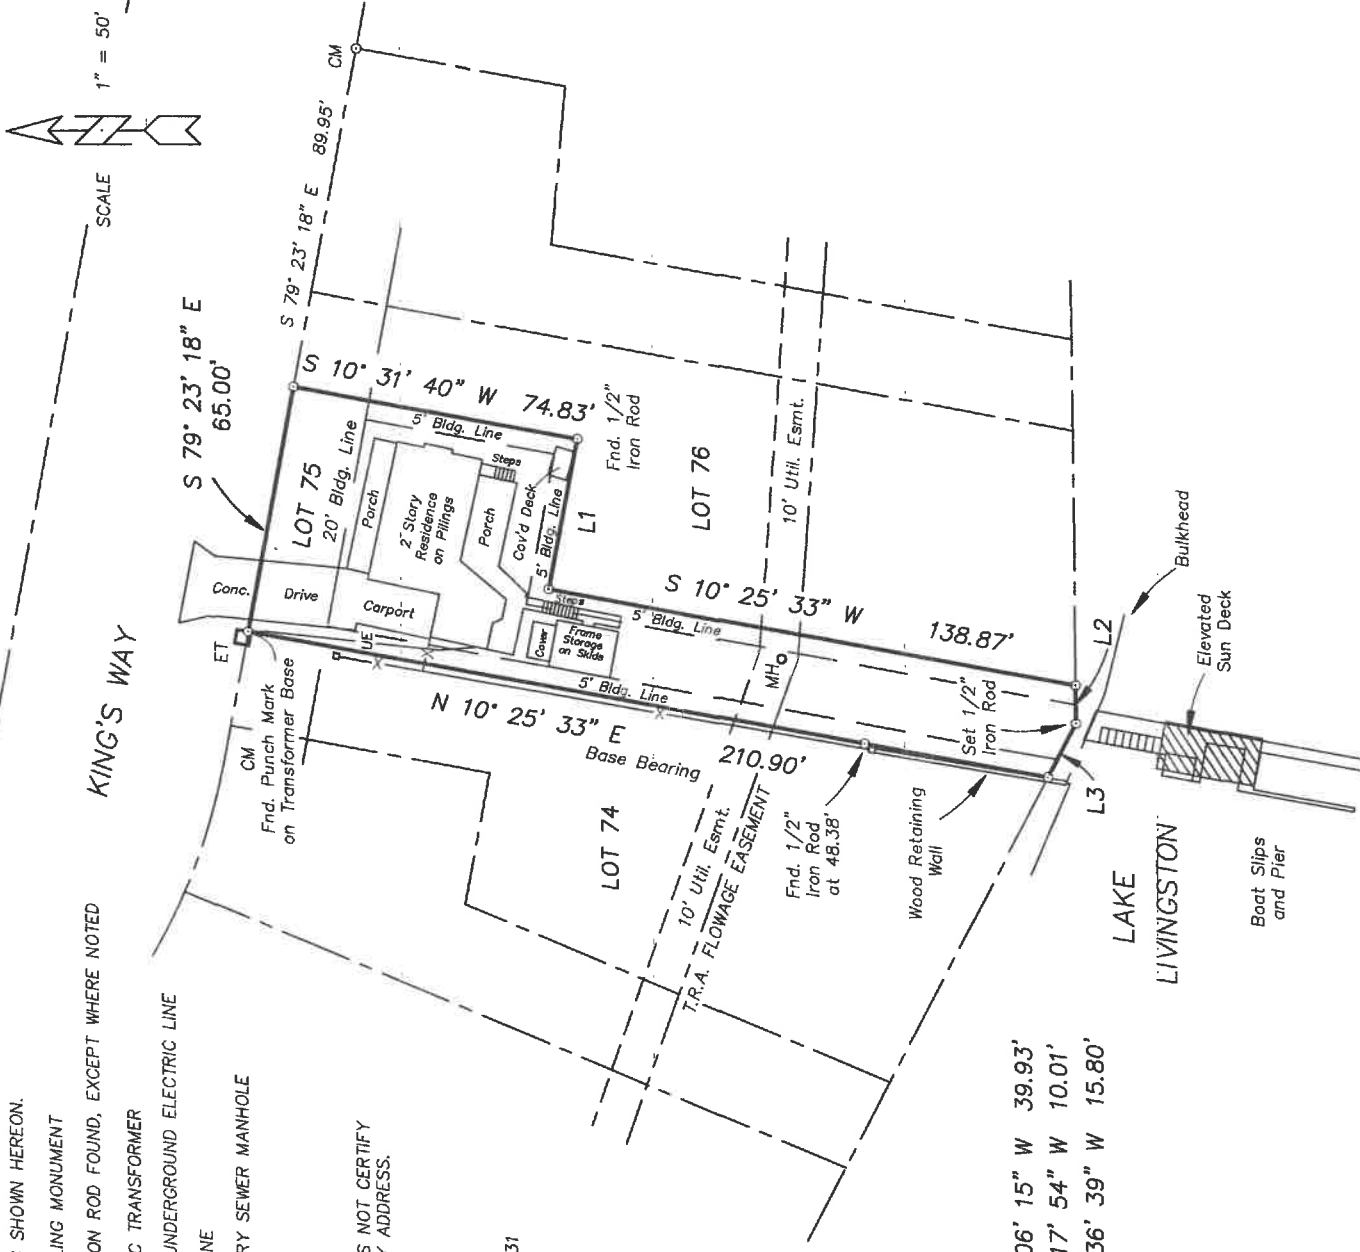 1" = 50'
SCALE
CM
S 79° 23' 18" E 89.95'
S 79° 23' 18" E
65.00'
KING'S WAY
ET
CM
Fnd. Punch Mark
on Transformer Base
Conc.
Drive
LOT 75
20' Bldg. Line
Porch
Carport
UE
2 Story
Residence
on Pilings
Porch
Steps
Cov'd Deck
5' Bldg. Line
S 10° 31' 40" W 74.83'
Fnd. 1/2"
Iron Rod
5' Bldg. Line
L1
Steps
Cover
Frame
Storage
on Skids
5' Bldg. Line
S 10° 25' 33" W 138.87'
LOT 76
10' Util. Esmt.
5' Bldg. Line
N 10° 25' 33" E 210.90'
Base Bearing
MH
LOT 74
10' Util. Esmt.
T.R.A. FLOWAGE EASEMENT
Fnd. 1/2"
Iron Rod
at 48.38'
Set 1/2"
Iron Rod
Wood Retaining
Wall
L2
L3
Bulkhead
Elevated
Sun Deck
LAKE
LIVINGSTON
Boat Slips
and Pier
SHOWN HEREON.
ING MONUMENT
ON ROD FOUND, EXCEPT WHERE NOTED
C TRANSFORMER
UNDERGROUND ELECTRIC LINE
NE
RY SEWER MANHOLE
S NOT CERTIFY
Y ADDRESS.
31
06' 15" W 39.93'
17' 54" W 10.01'
36' 39" W 15.80'